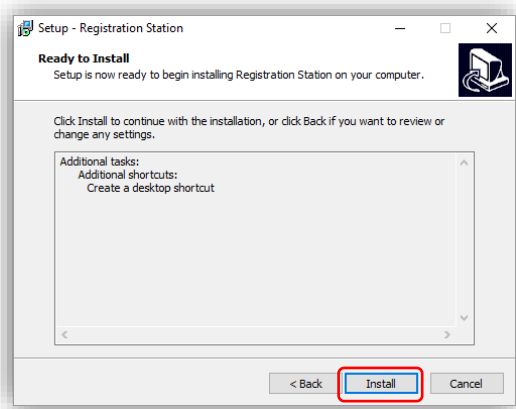 Setup - Registration Station
Ready to Install
Setup is now ready to begin installing Registration Station on your computer.
Click Install to continue with the installation, or click Back if you want to review or
change any settings.
Additional tasks:
Additional shortcuts:
Create a desktop shortcut
< Back Install Cancel